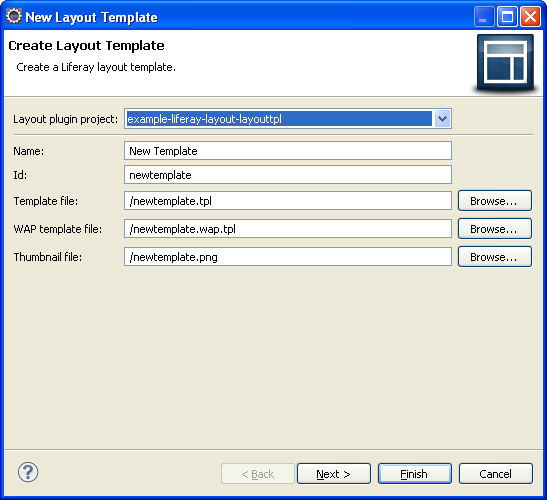 New Layout Template
Create Layout Template
Create a Liferay layout template.
Layout plugin project: example-liferay-layout-layouttpl
Name: New Template
Id: newtemplate
Template file: /newtemplate.tpl Browse...
WAP template file: /newtemplate.wap.tpl Browse...
Thumbnail file: /newtemplate.png Browse...
? < Back Next > Finish Cancel